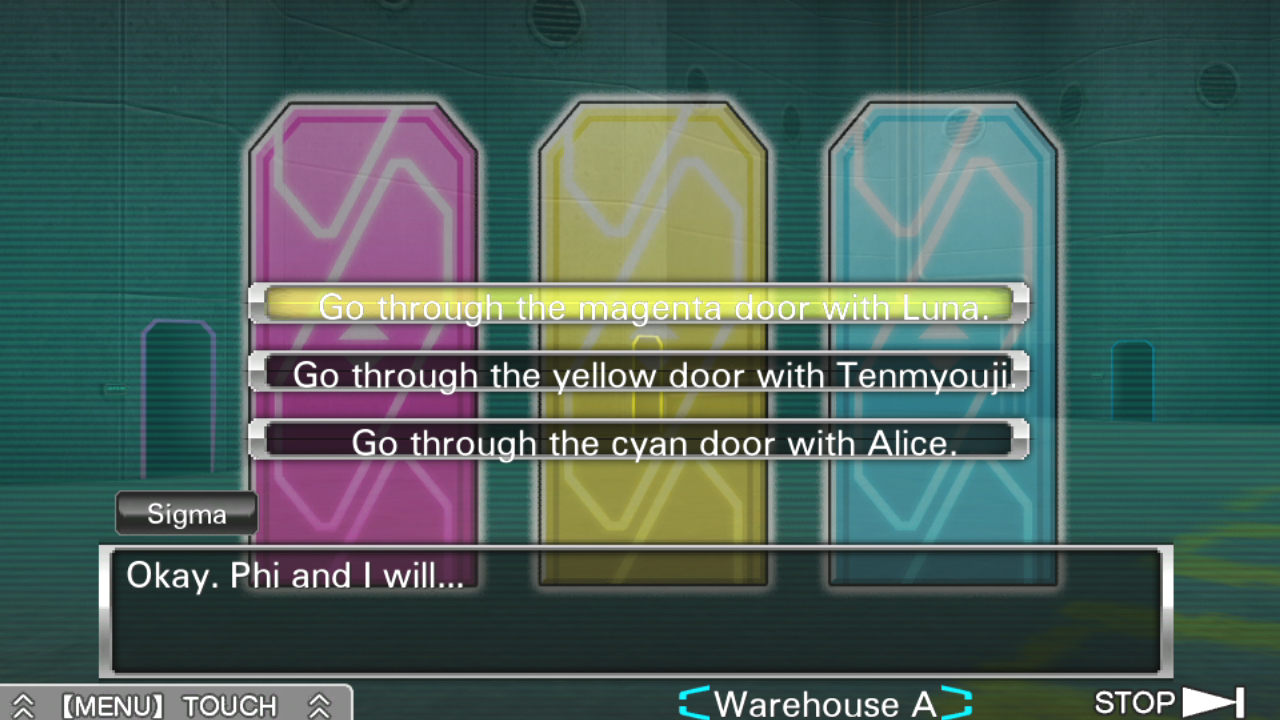 Go through the magenta door with Luna.
Go through the yellow door with Tenmyouji.
Go through the cyan door with Alice.
Sigma
Okay. Phi and I will...
【MENU】 TOUCH
Warehouse A
STOP